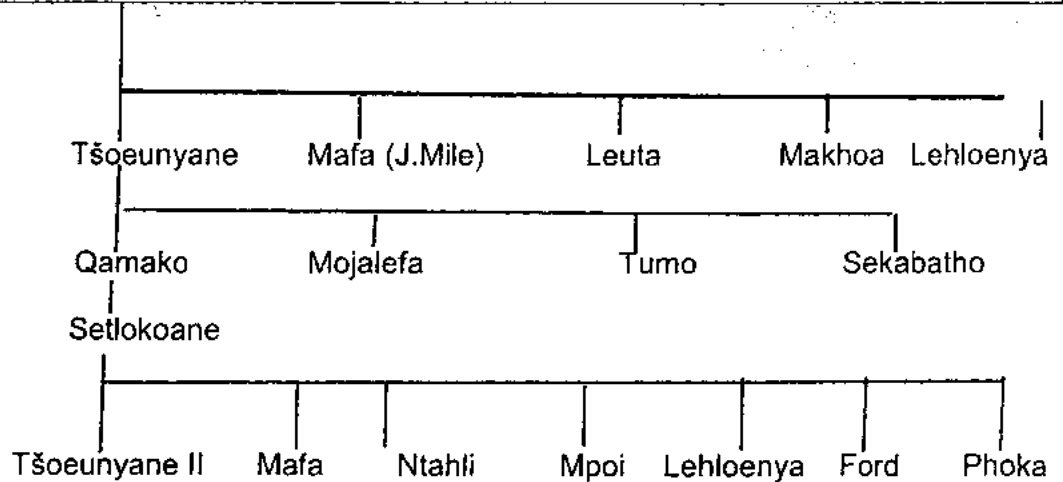 Tšoeunyane Mafa (J.Mile) Leuta Makhoa Lehloenya
Qamako Mojalefa Tumo Sekabatho
Setlokoane
Tšoeunyane II Mafa Ntahli Mpoi Lehloenya Ford Phoka